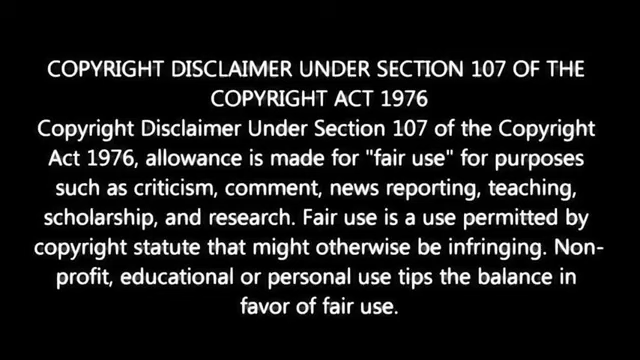 COPYRIGHT DISCLAIMER UNDER SECTION 107 OF THE
COPYRIGHT ACT 1976
Copyright Disclaimer Under Section 107 of the Copyright
Act 1976, allowance is made for "fair use" for purposes
such as criticism, comment, news reporting, teaching,
scholarship, and research. Fair use is a use permitted by
copyright statute that might otherwise be infringing. Non-
profit, educational or personal use tips the balance in
favor of fair use.